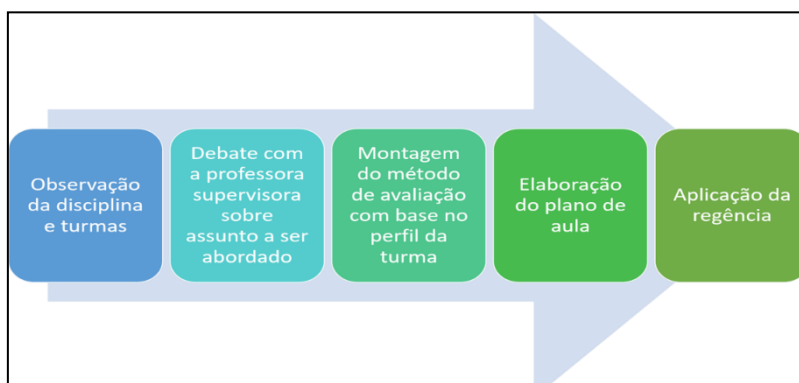 Observação
da disciplina
e turmas
Debate com
a professora
supervisora
sobre
assunto a ser
abordado
Montagem
do método
de avaliação
com base no
perfil da
turma
Elaboração
do plano de
aula
Aplicação da
regência